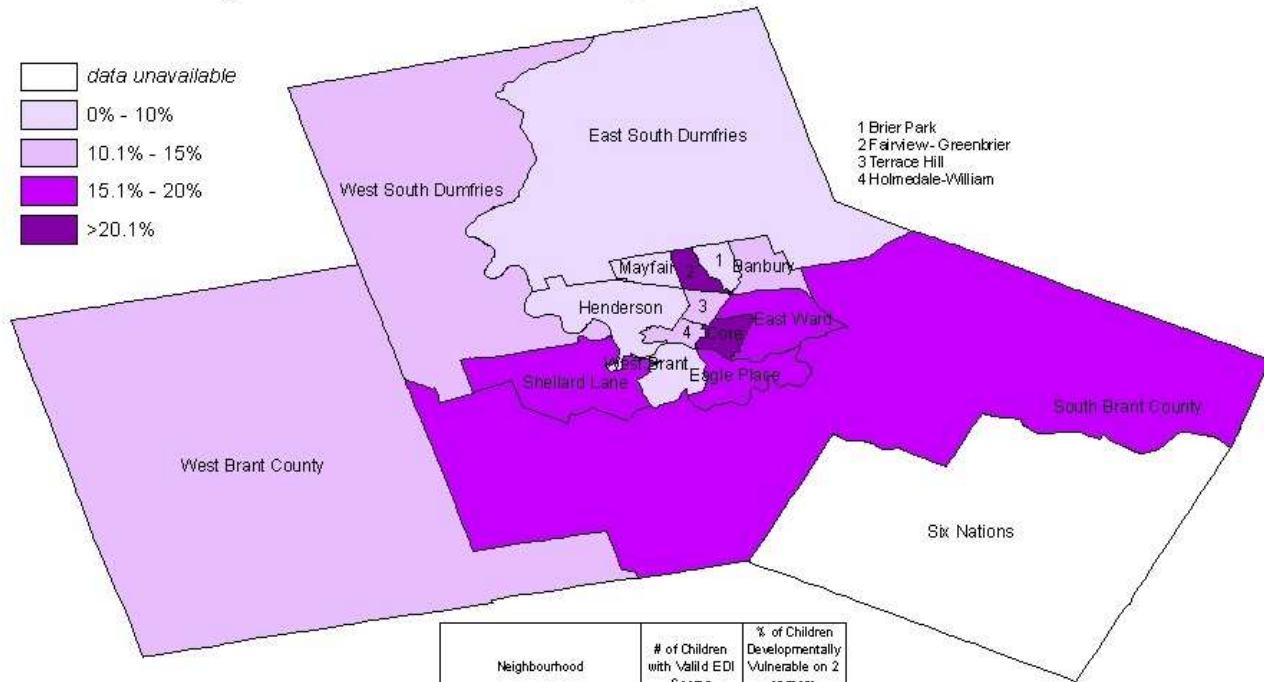 data unavailable
0% - 10%
10.1% - 15%
15.1% - 20%
>20.1%
East South Dumfries
1 Brier Park
2 Fairview- Greenbrier
3 Terrace Hill
4 Holmedale-William
West South Dumfries
Mayfair
2
1
Banbury
Henderson
3
4
Core
East Ward
West Brant
Shellard Lane
Eagle Place
South Brant County
West Brant County
Six Nations
Neighbourhood
# of Children
with Valild EDI
% of Children
Developmentally
Vulnerable on 2